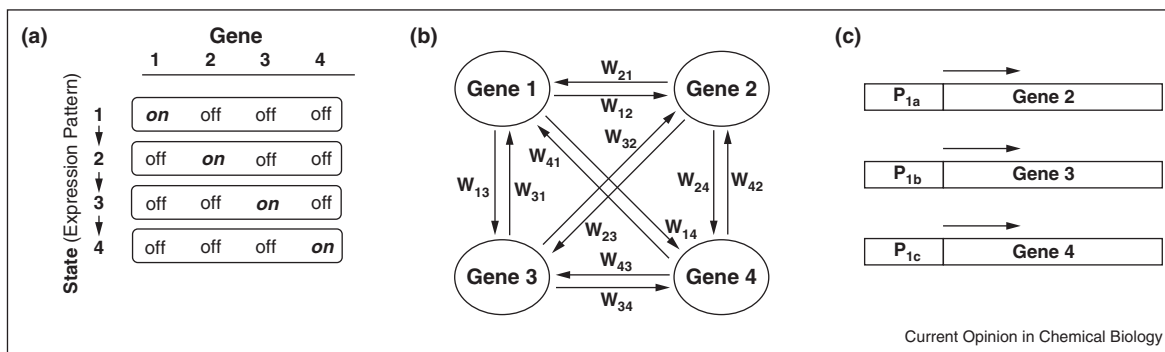 (a)
Gene
1 2 3 4
State (Expression Pattern)
1 on off off off
2 off on off off
3 off off on off
4 off off off on
(b)
Gene 1
Gene 2
Gene 3
Gene 4
W21
W12
W32
W41
W13
W31
W24
W42
W23
W14
W43
W34
(c)
P1a Gene 2
P1b Gene 3
P1c Gene 4
Current Opinion in Chemical Biology